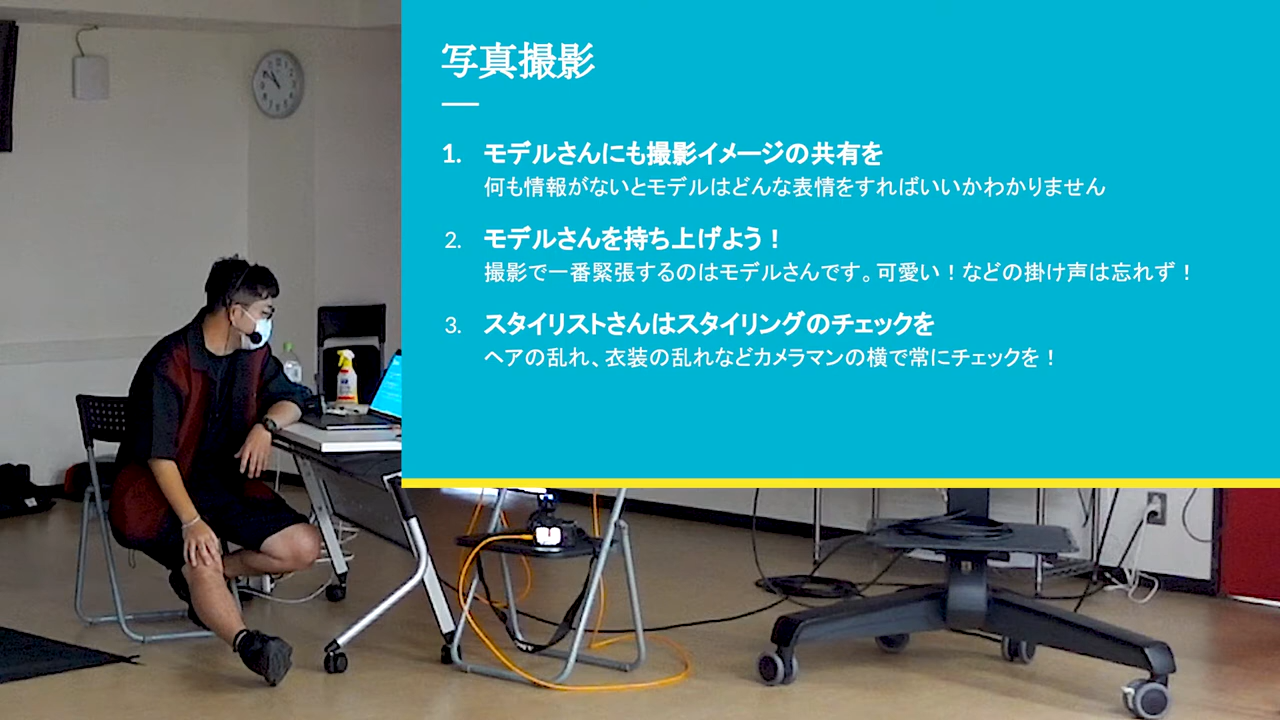 写真撮影
1. モデルさんにも撮影イメージの共有を
何も情報がないとモデルはどんな表情をすればいいかわかりません
2. モデルさんを持ち上げよう！
撮影で一番緊張するのはモデルさんです。可愛い！などの掛け声は忘れず！
3. スタイリストさんはスタイリングのチェックを
ヘアの乱れ、衣装の乱れなどカメラマンの横で常にチェックを！